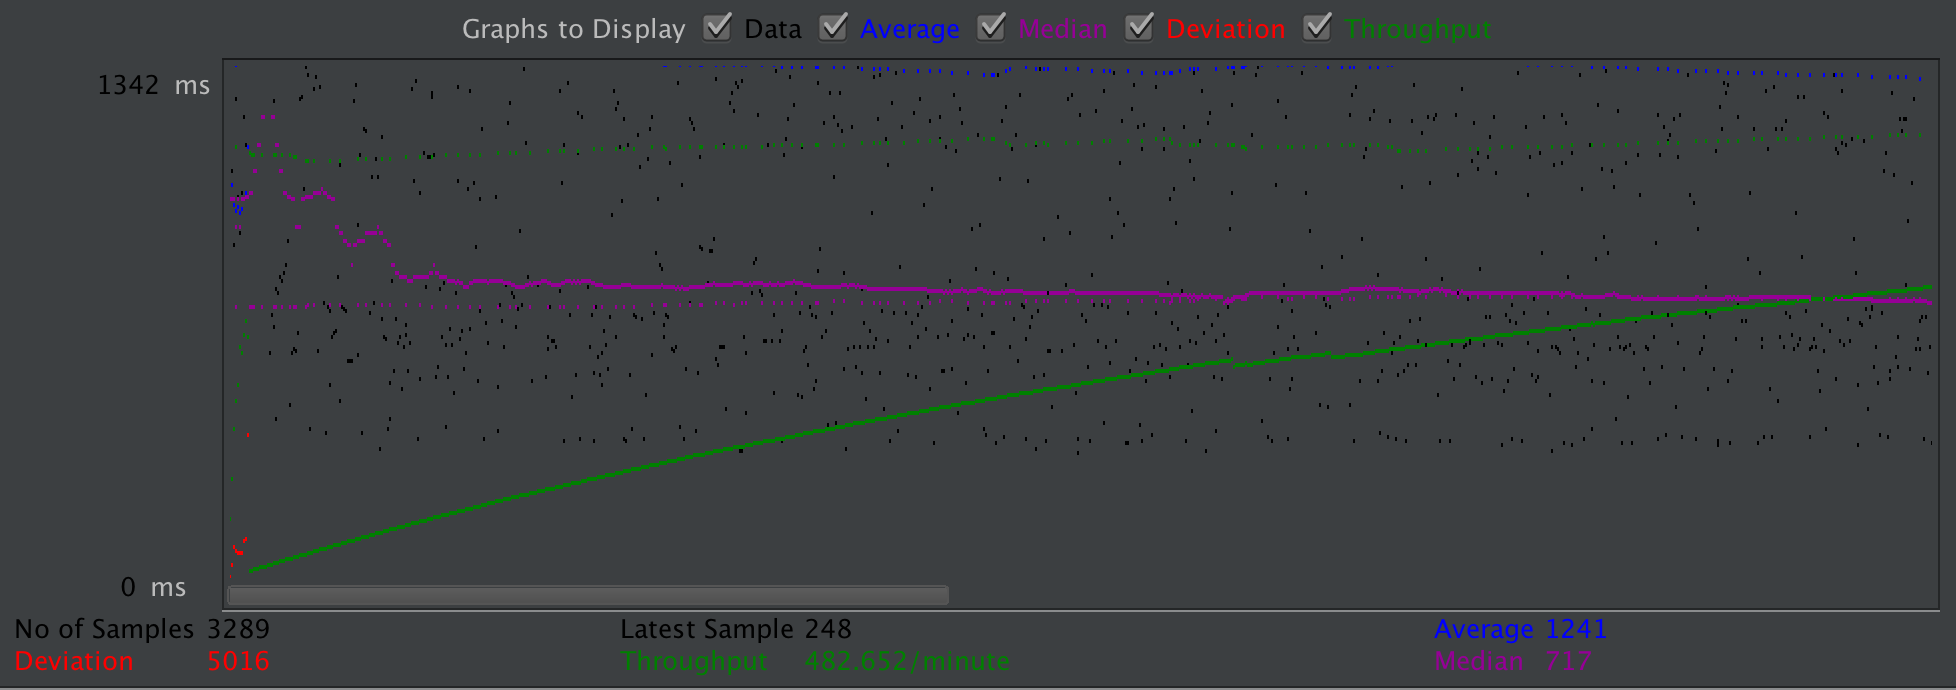 Graphs to Display Data Average Median Deviation Throughput
1342 ms
0 ms
No of Samples 3289 Latest Sample 248 Average 1241
Deviation 5016 Throughput 482.652/minute Median 717